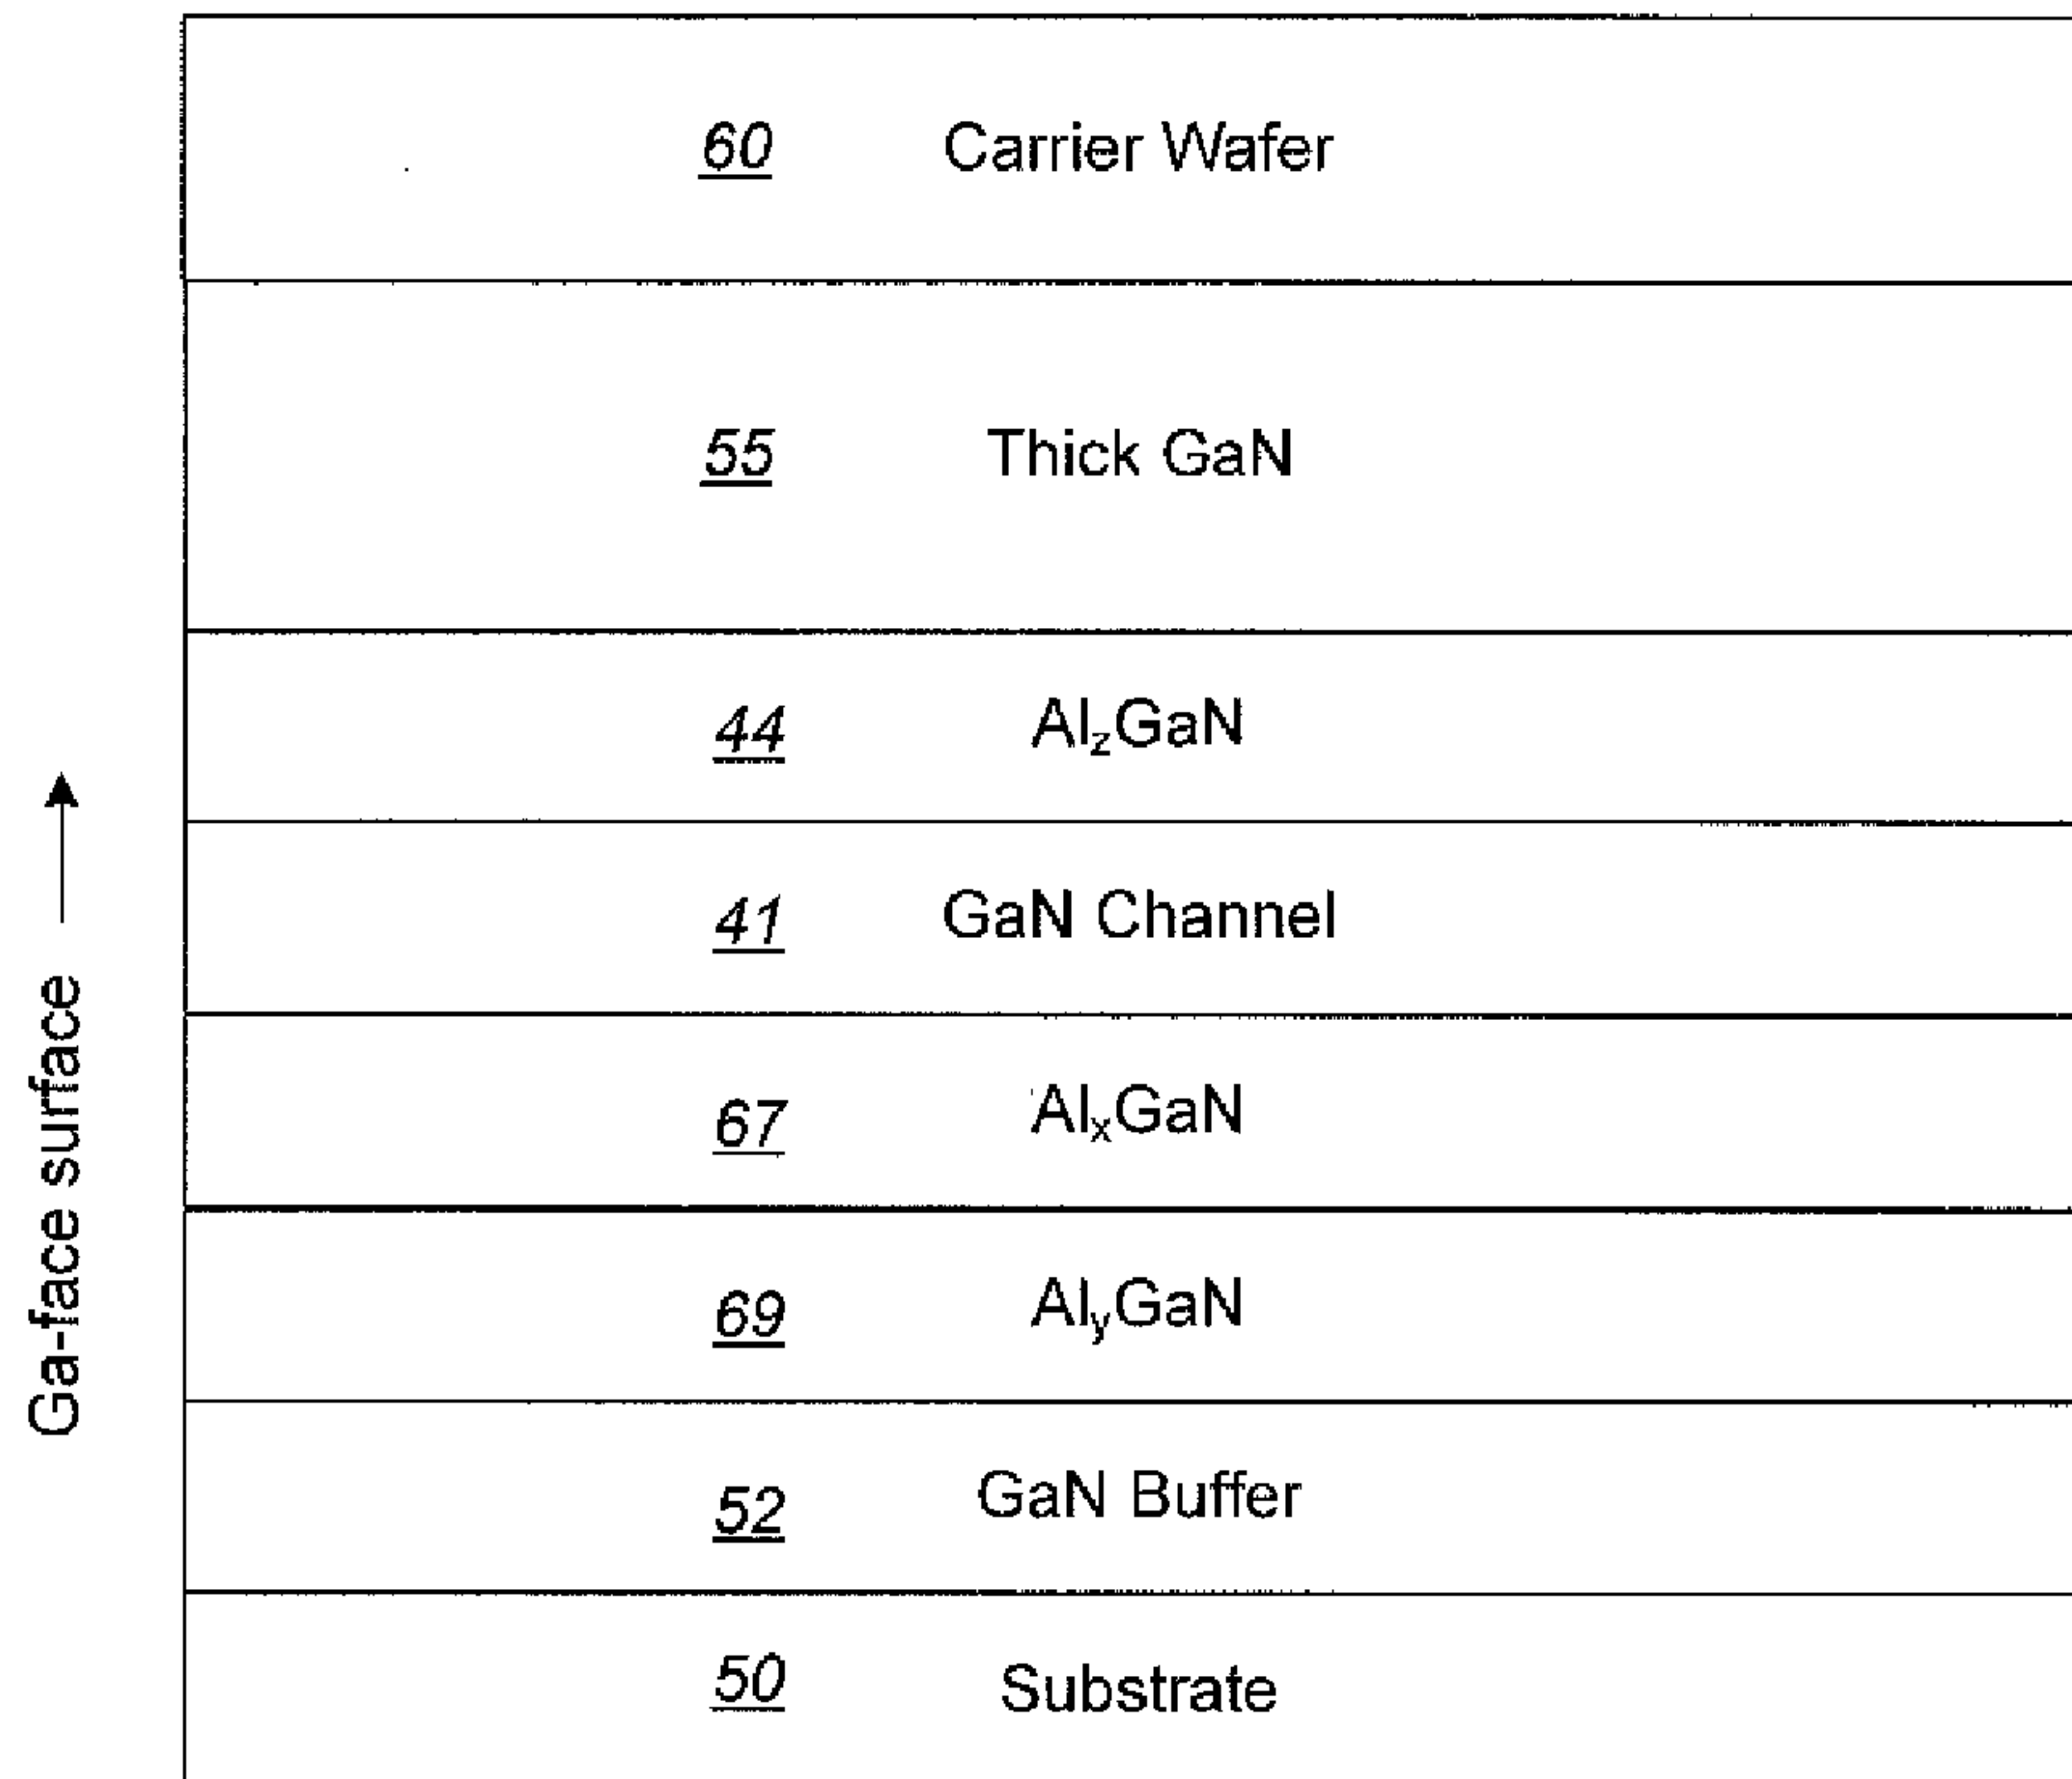 60 Carrier Wafer
55 Thick GaN
44 AlzGaN
41 GaN Channel
67 AlxGaN
69 AlyGaN
52 GaN Buffer
50 Substrate
Ga-face surface